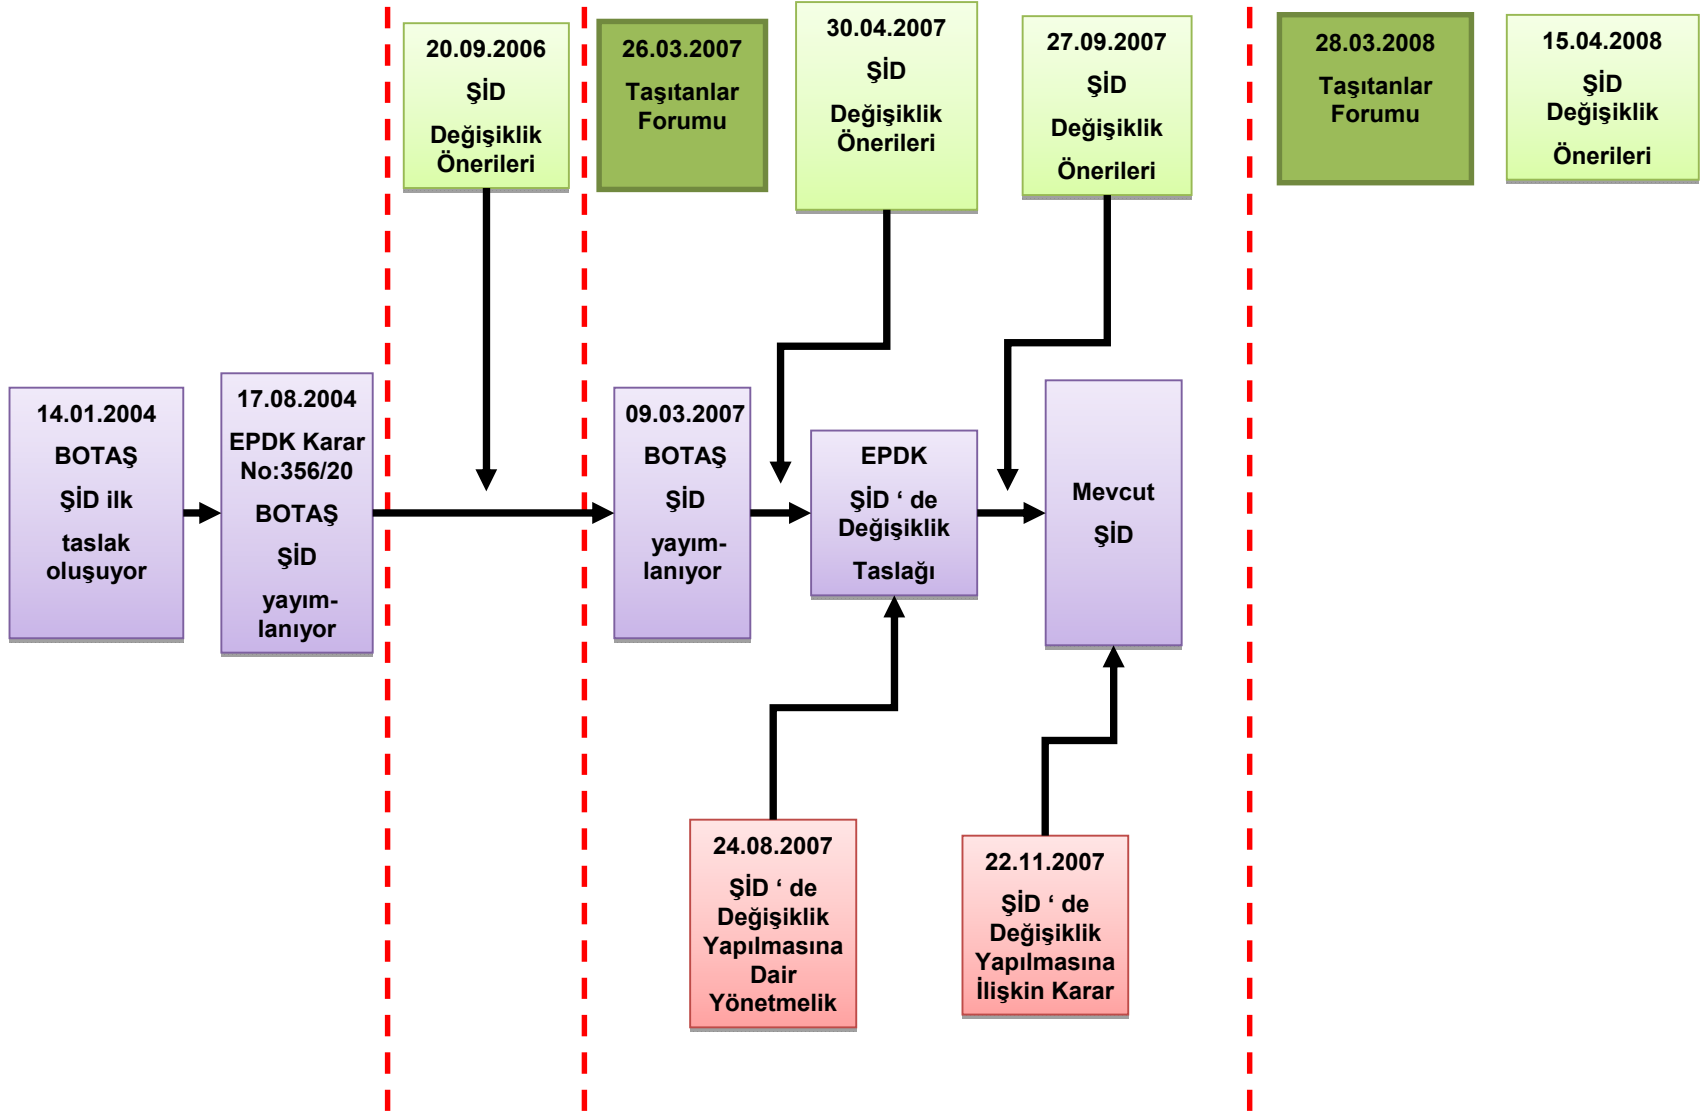 20.09.2006
ŞİD
Değişiklik
Önerileri
26.03.2007
Taşıtanlar
Forumu
30.04.2007
ŞİD
Değişiklik
Önerileri
27.09.2007
ŞİD
Değişiklik
Önerileri
28.03.2008
Taşıtanlar
Forumu
15.04.2008
ŞİD
Değişiklik
Önerileri
14.01.2004
BOTAŞ
ŞİD ilk
taslak
oluşuyor
17.08.2004
EPDK Karar
No:356/20
BOTAŞ
ŞİD
yayım-
lanıyor
09.03.2007
BOTAŞ
ŞİD
yayım-
lanıyor
EPDK
ŞİD ‘ de
Değişiklik
Taslağı
Mevcut
ŞİD
24.08.2007
ŞİD ‘ de
Değişiklik
Yapılmasına
Dair
Yönetmelik
22.11.2007
ŞİD ‘ de
Değişiklik
Yapılmasına
İlişkin Karar